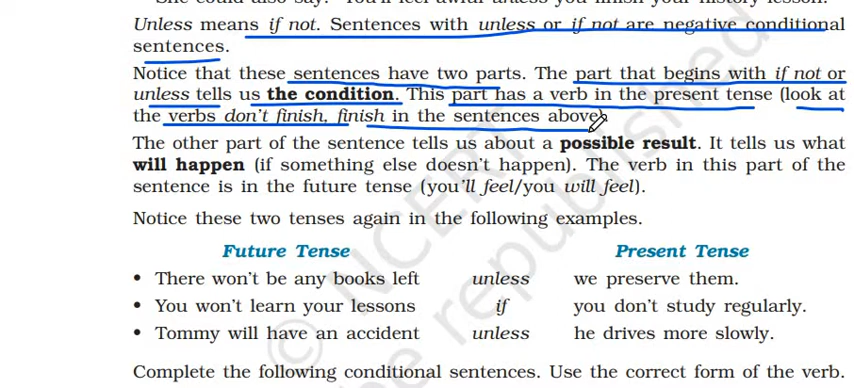 She could also say: "You'll feel awful unless you finish your history lesson."
Unless means if not. Sentences with unless or if not are negative conditional
sentences.
Notice that these sentences have two parts. The part that begins with if not or
unless tells us the condition. This part has a verb in the present tense (look at
the verbs don't finish, finish in the sentences above)
The other part of the sentence tells us about a possible result. It tells us what
will happen (if something else doesn't happen). The verb in this part of the
sentence is in the future tense (you'll feel/you will feel).
Notice these two tenses again in the following examples.
Future Tense Present Tense
• There won't be any books left unless we preserve them.
• You won't learn your lessons if you don't study regularly.
• Tommy will have an accident unless he drives more slowly.
Complete the following conditional sentences. Use the correct form of the verb.
© NCERT
be republished